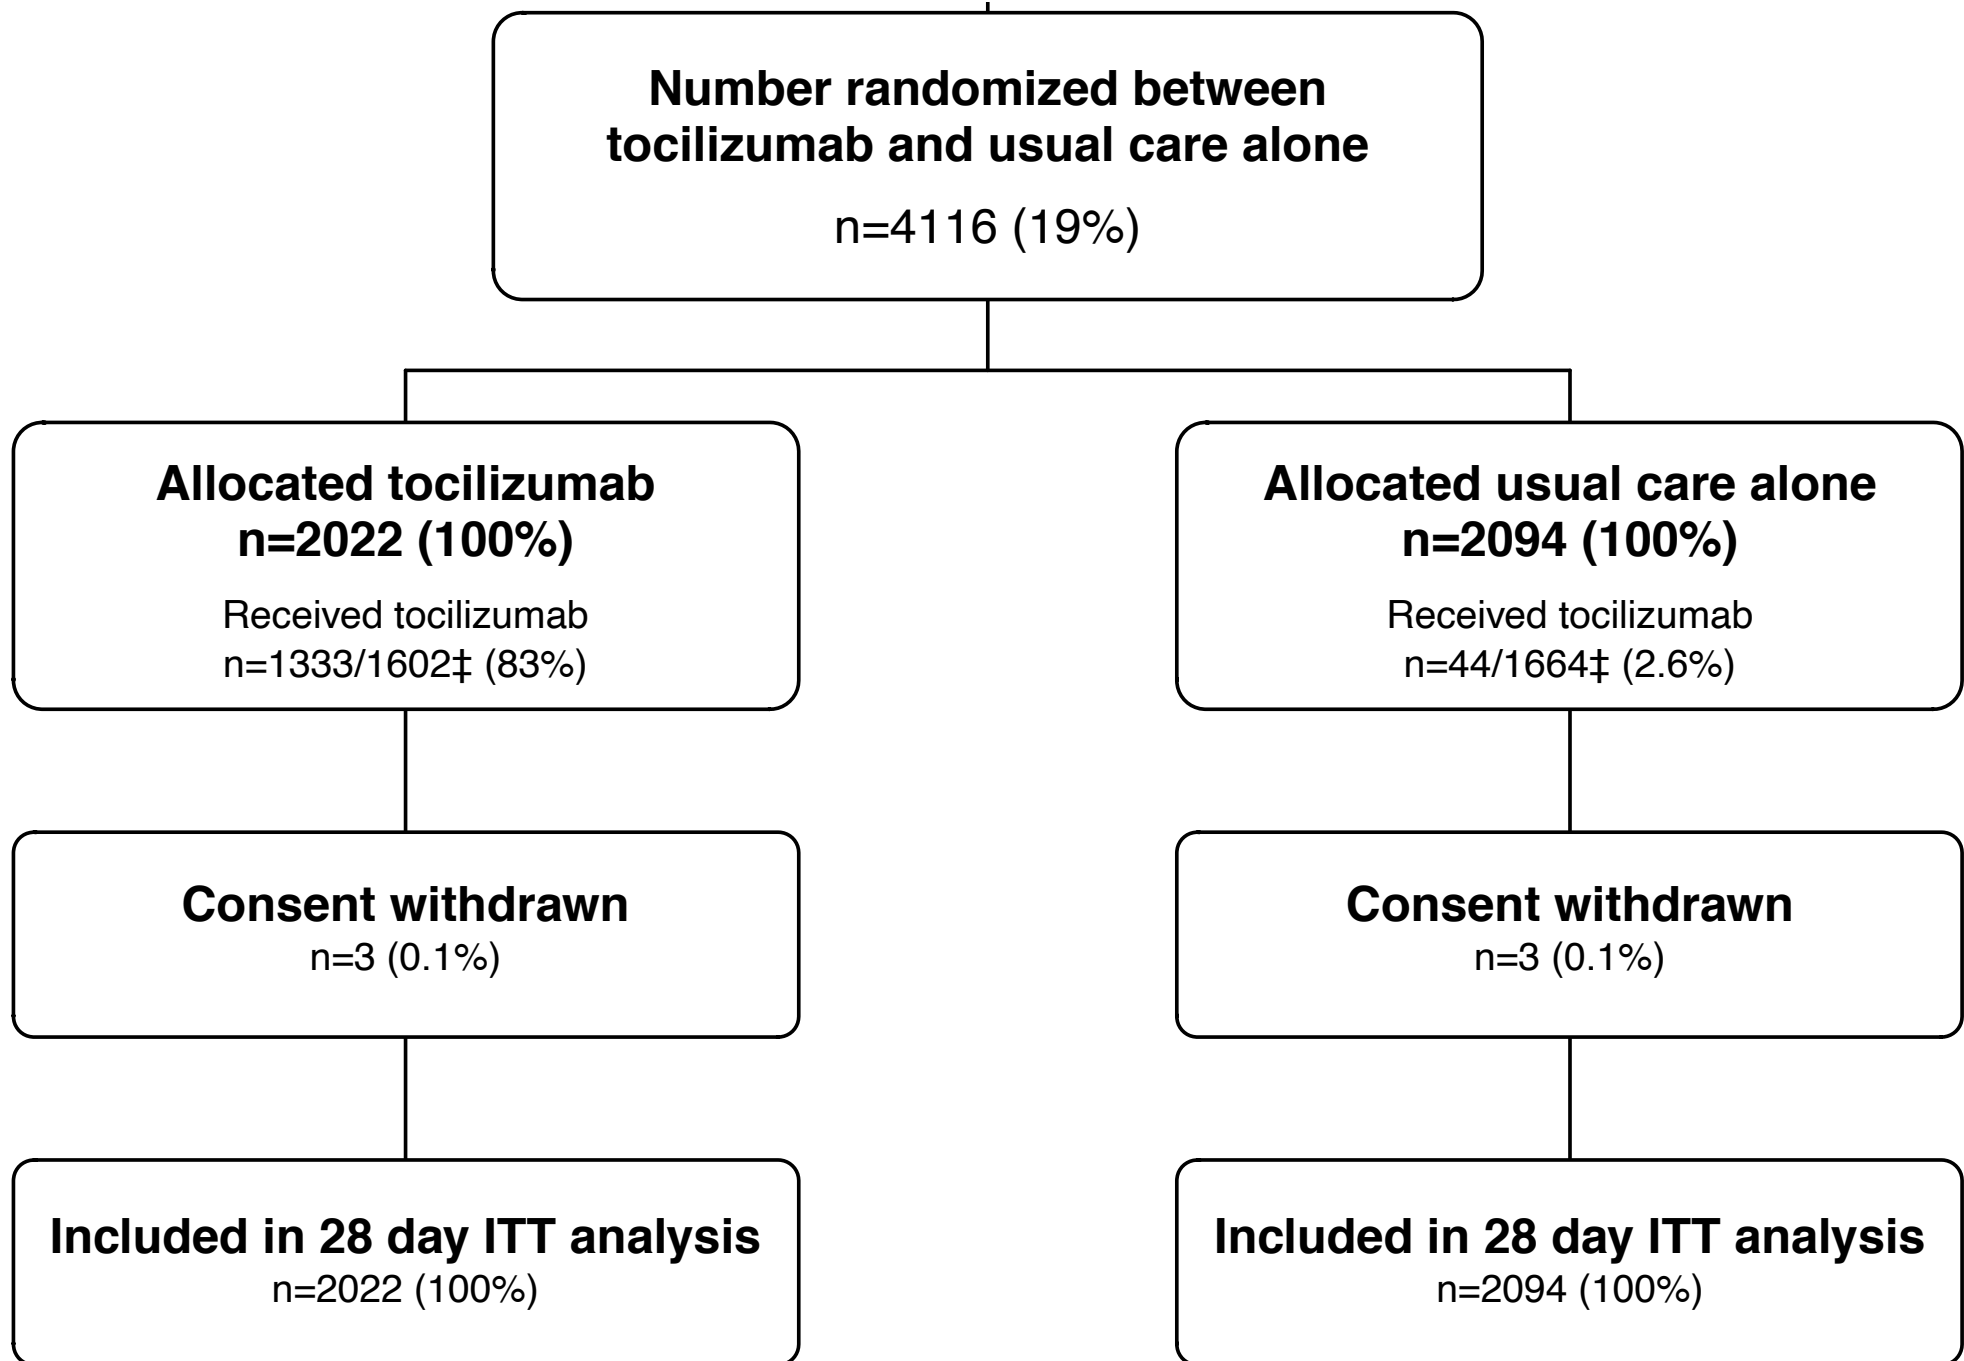 Number randomized between
tocilizumab and usual care alone
n=4116 (19%)
Allocated tocilizumab
n=2022 (100%)
Received tocilizumab
n=1333/1602‡ (83%)
Allocated usual care alone
n=2094 (100%)
Received tocilizumab
n=44/1664‡ (2.6%)
Consent withdrawn
n=3 (0.1%)
Consent withdrawn
n=3 (0.1%)
Included in 28 day ITT analysis
n=2022 (100%)
Included in 28 day ITT analysis
n=2094 (100%)